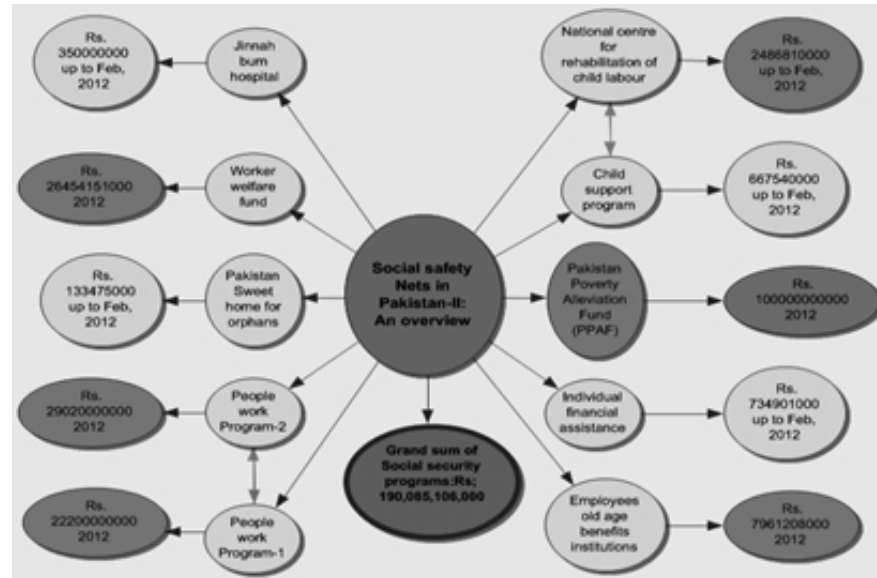 Rs.
350000000
up to Feb,
2012
Jinnah
burn
hospital
National centre
for
rehabilitation of
child labour
Rs.
2486810000
up to Feb,
2012
Rs.
26454151000
2012
Worker
welfare
fund
Child
support
program
Rs.
667540000
up to Feb,
2012
Rs.
133475000
up to Feb,
2012
Pakistan
Sweet
home for
orphans
Social safety
Nets in
Pakistan-II:
An overview
Pakistan
Poverty
Alleviation
Fund
(PPAF)
Rs.
100000000000
2012
Rs.
29020000000
2012
People
work
Program-2
Individual
financial
assistance
Rs.
734901000
up to Feb,
2012
Grand sum of
Social security
programs:Rs;
190,085,106,000
Rs.
22200000000
2012
People
work
Program-1
Employees
old age
benefits
institutions
Rs.
7961208000
2012